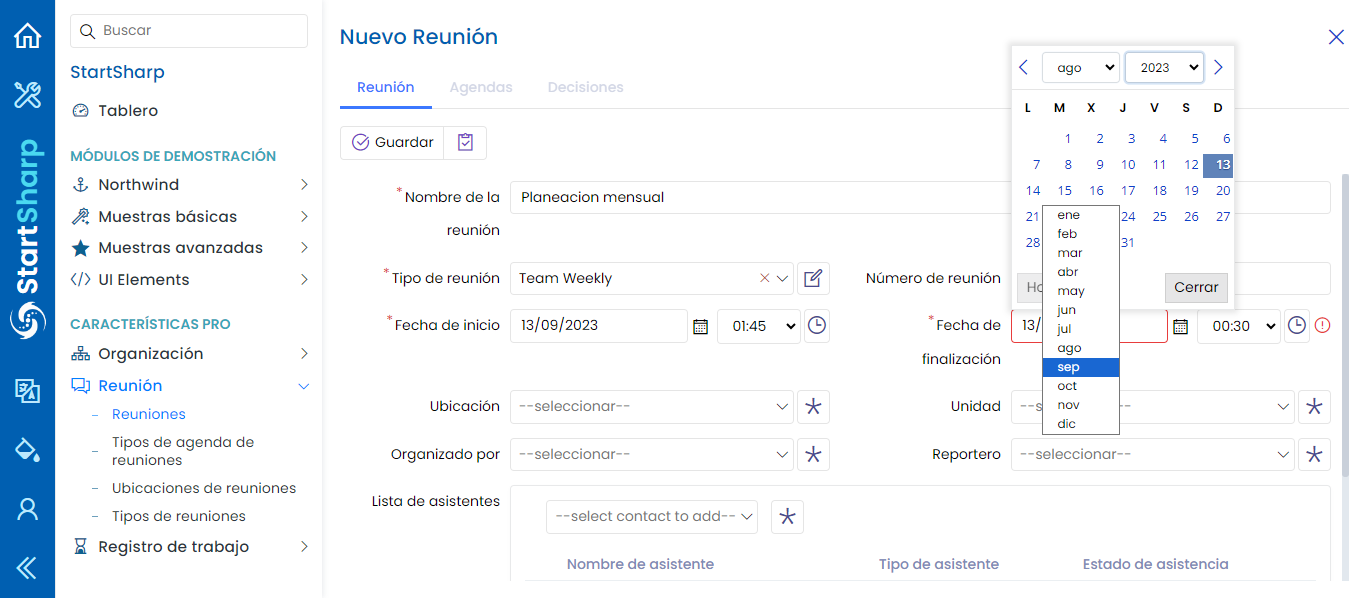 Buscar
StartSharp
Tablero
MÓDULOS DE DEMOSTRACIÓN
Northwind
Muestras básicas
Muestras avanzadas
UI Elements
CARACTERÍSTICAS PRO
Organización
Reunión
Reuniones
Tipos de agenda de
reuniones
Ubicaciones de reuniones
Tipos de reuniones
Registro de trabajo
StartSharp
Nuevo Reunión
Reunión Agendas Decisiones
Guardar
*Nombre de la
reunión
Planeacion mensual
*Tipo de reunión Team Weekly
Número de reunión
*Fecha de inicio 13/09/2023 01:45
*Fecha de
finalización
13/ 00:30
Ubicación --seleccionar--
Unidad
Organizado por --seleccionar--
Reportero --seleccionar--
Lista de asistentes
--select contact to add--
Nombre de asistente Tipo de asistente Estado de asistencia
ago 2023
L M X J V S D
1 2 3 4 5 6
7 8 9 10 11 12 13
14 15 16 17 18 19 20
21 24 25 26 27
28 31
Cerrar
ene
feb
mar
abr
may
jun
jul
ago
sep
oct
nov
dic